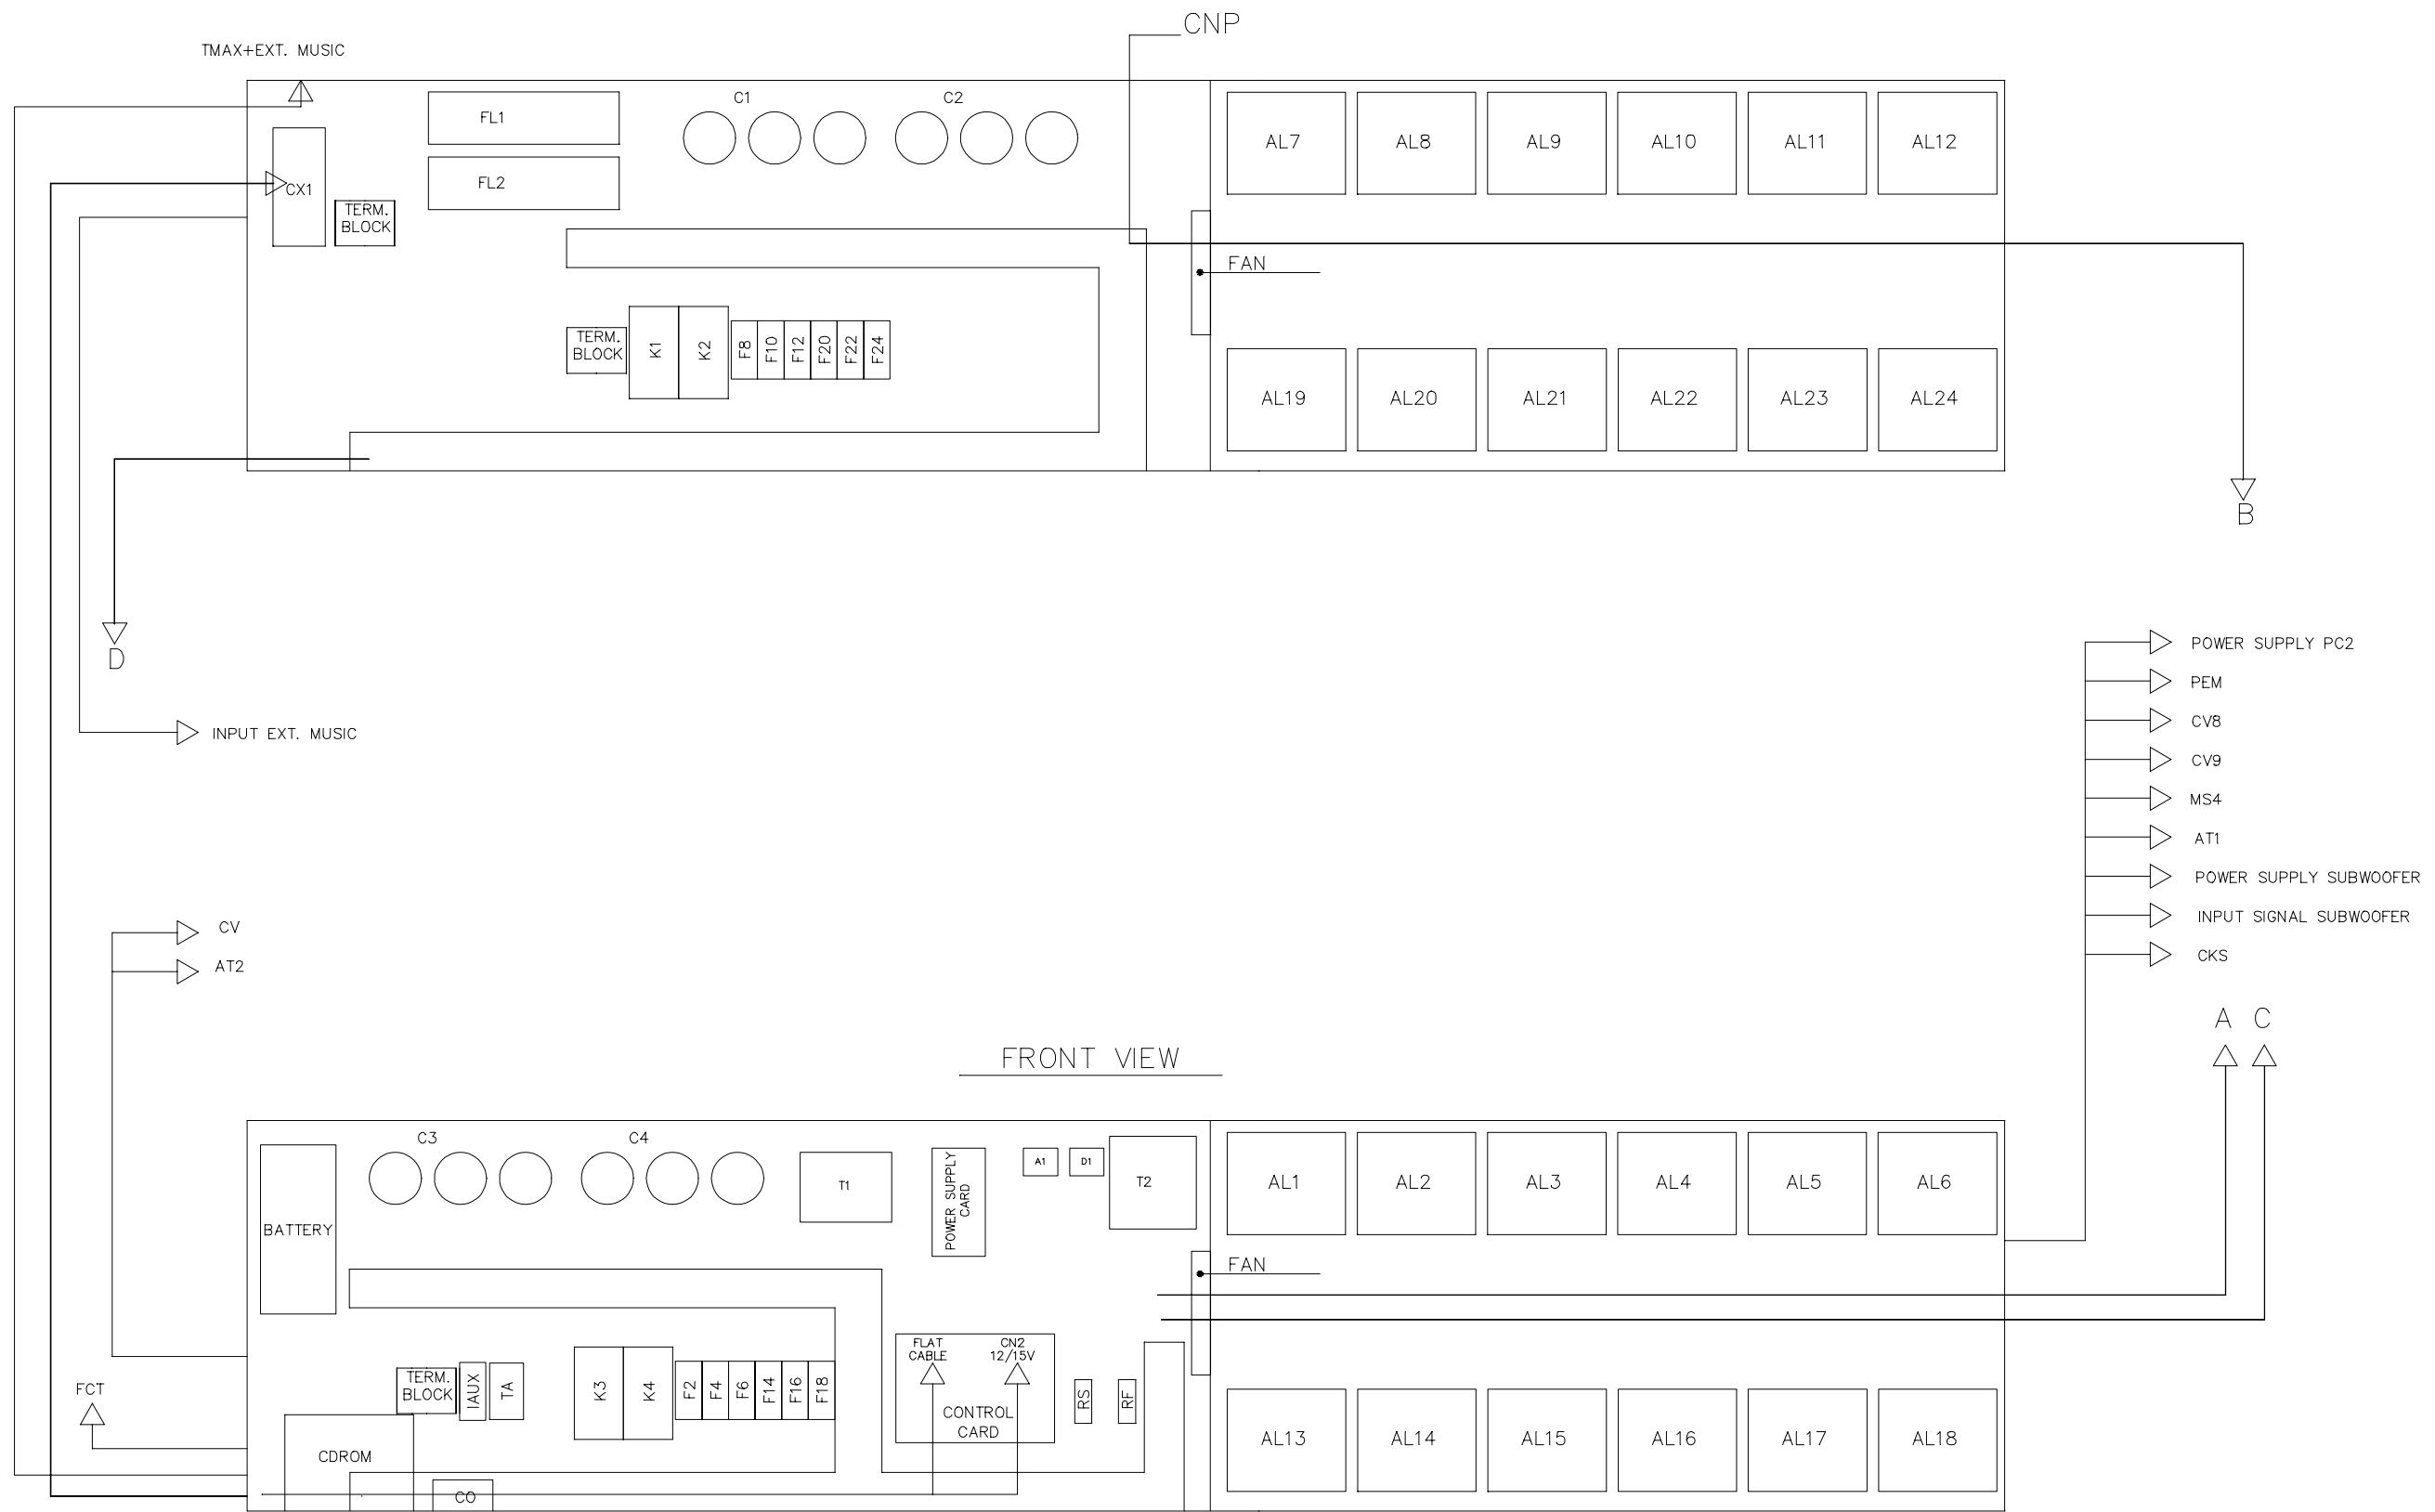 CNP
TMAX+EXT. MUSIC
C1
C2
FL1
AL7
AL8
AL9
AL10
AL11
AL12
FL2
CX1
TERM.
BLOCK
FAN
TERM.
BLOCK
K1
K2
F8
F10
F12
F20
F22
F24
AL19
AL20
AL21
AL22
AL23
AL24
B
D
POWER SUPPLY PC2
PEM
CV8
INPUT EXT. MUSIC
CV9
MS4
AT1
POWER SUPPLY SUBWOOFER
INPUT SIGNAL SUBWOOFER
CV
CKS
AT2
A
C
FRONT VIEW
C3
C4
A1
D1
T1
POWER SUPPLY
CARD
T2
AL1
AL2
AL3
AL4
AL5
AL6
BATTERY
FAN
FLAT
CABLE
CN2
12/15V
FCT
TERM.
BLOCK
IAUX
TA
K3
K4
F2
F4
F6
F14
F16
F18
CONTROL
CARD
RS
RF
AL13
AL14
AL15
AL16
AL17
AL18
CDROM
CO